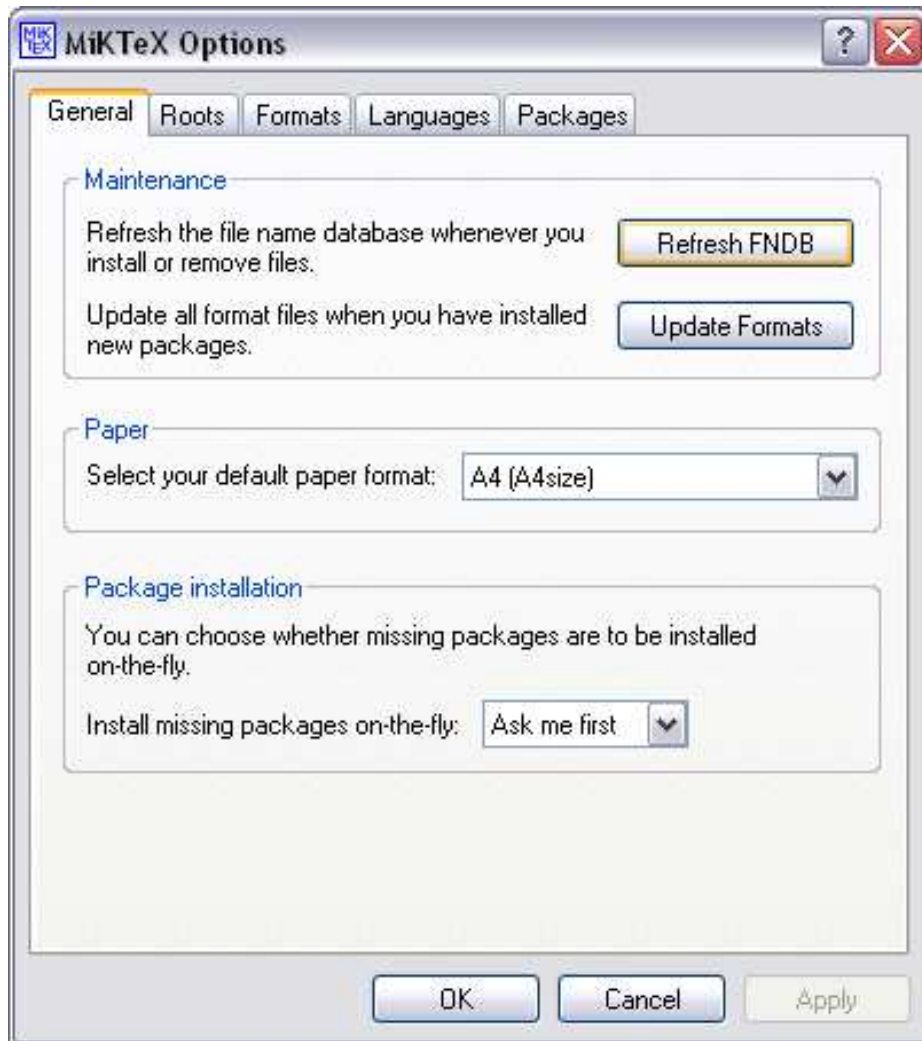 MiKTeX Options
General Roots Formats Languages Packages
Maintenance
Refresh the file name database whenever you
install or remove files.
Refresh FNDB
Update all format files when you have installed
new packages.
Update Formats
Paper
Select your default paper format: A4 (A4size)
Package installation
You can choose whether missing packages are to be installed
on-the-fly.
Install missing packages on-the-fly: Ask me first
OK Cancel Apply